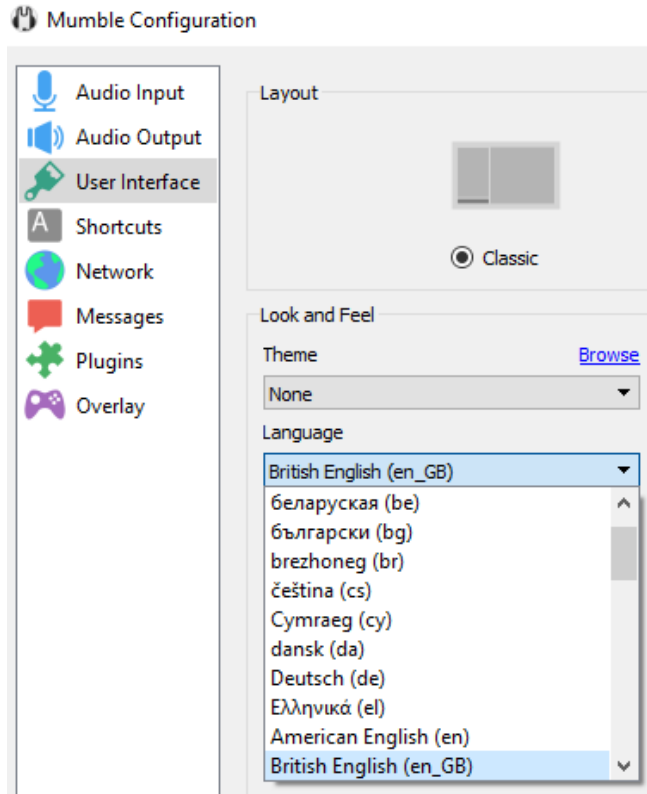 Mumble Configuration
Audio Input
Audio Output
User Interface
A
Shortcuts
Network
Messages
Plugins
Overlay
Layout
Classic
Look and Feel
Theme
Browse
None
Language
British English (en_GB)
беларуская (be)
български (bg)
brezhoneg (br)
čeština (cs)
Cymraeg (cy)
dansk (da)
Deutsch (de)
Ελληνικά (el)
American English (en)
British English (en_GB)